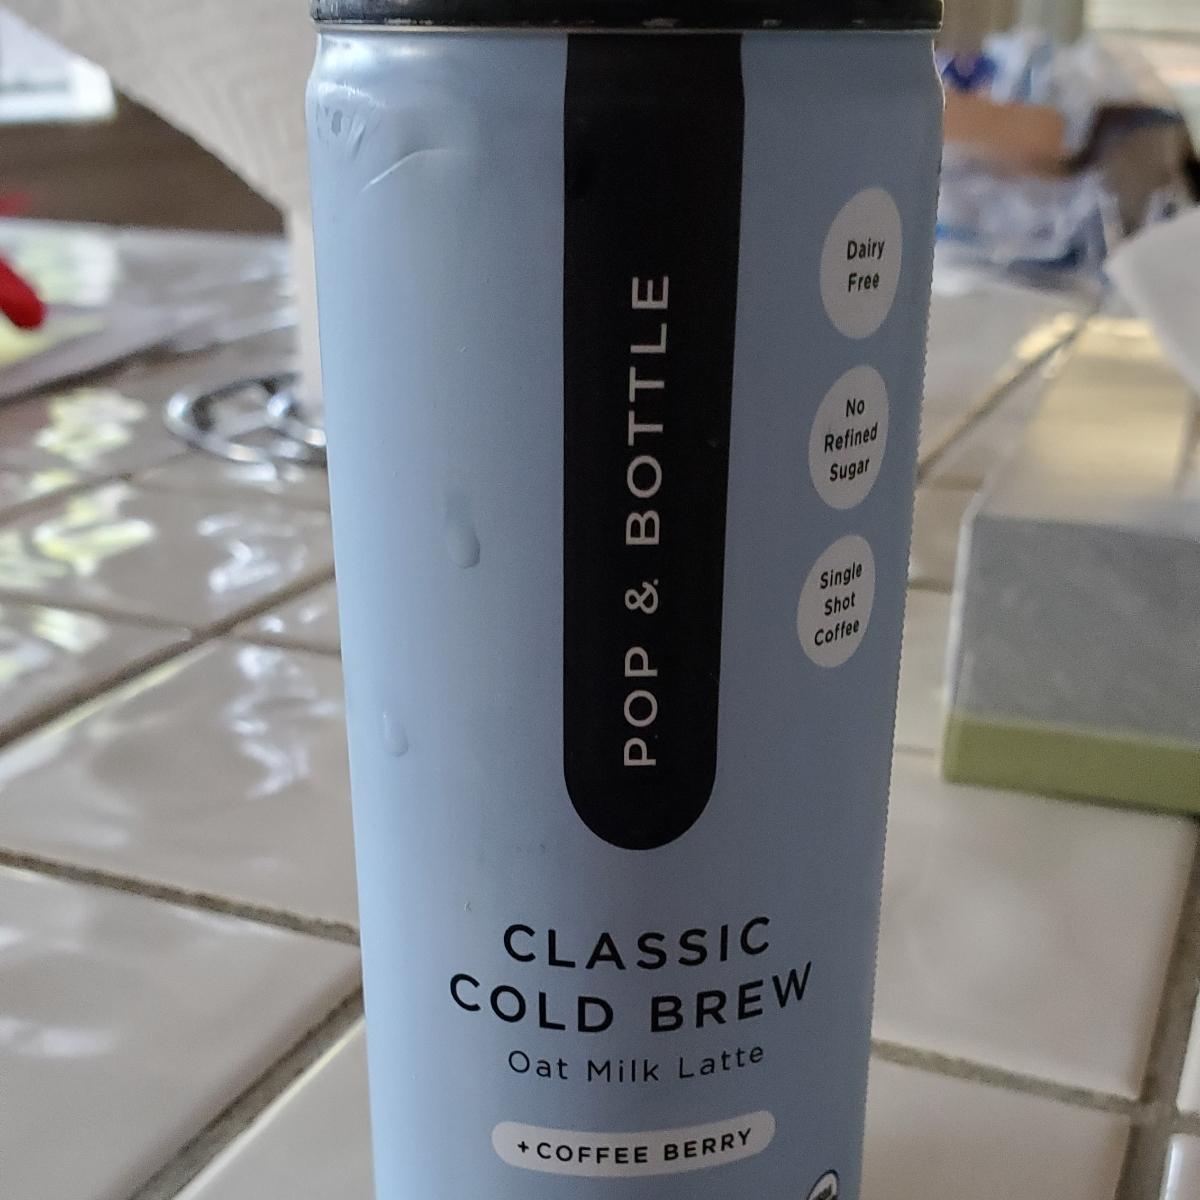 POP & BOTTLE
Dairy
Free
No
Refined
Sugar
Single
Shot
Coffee
CLASSIC
COLD BREW
Oat Milk Latte
+COFFEE BERRY